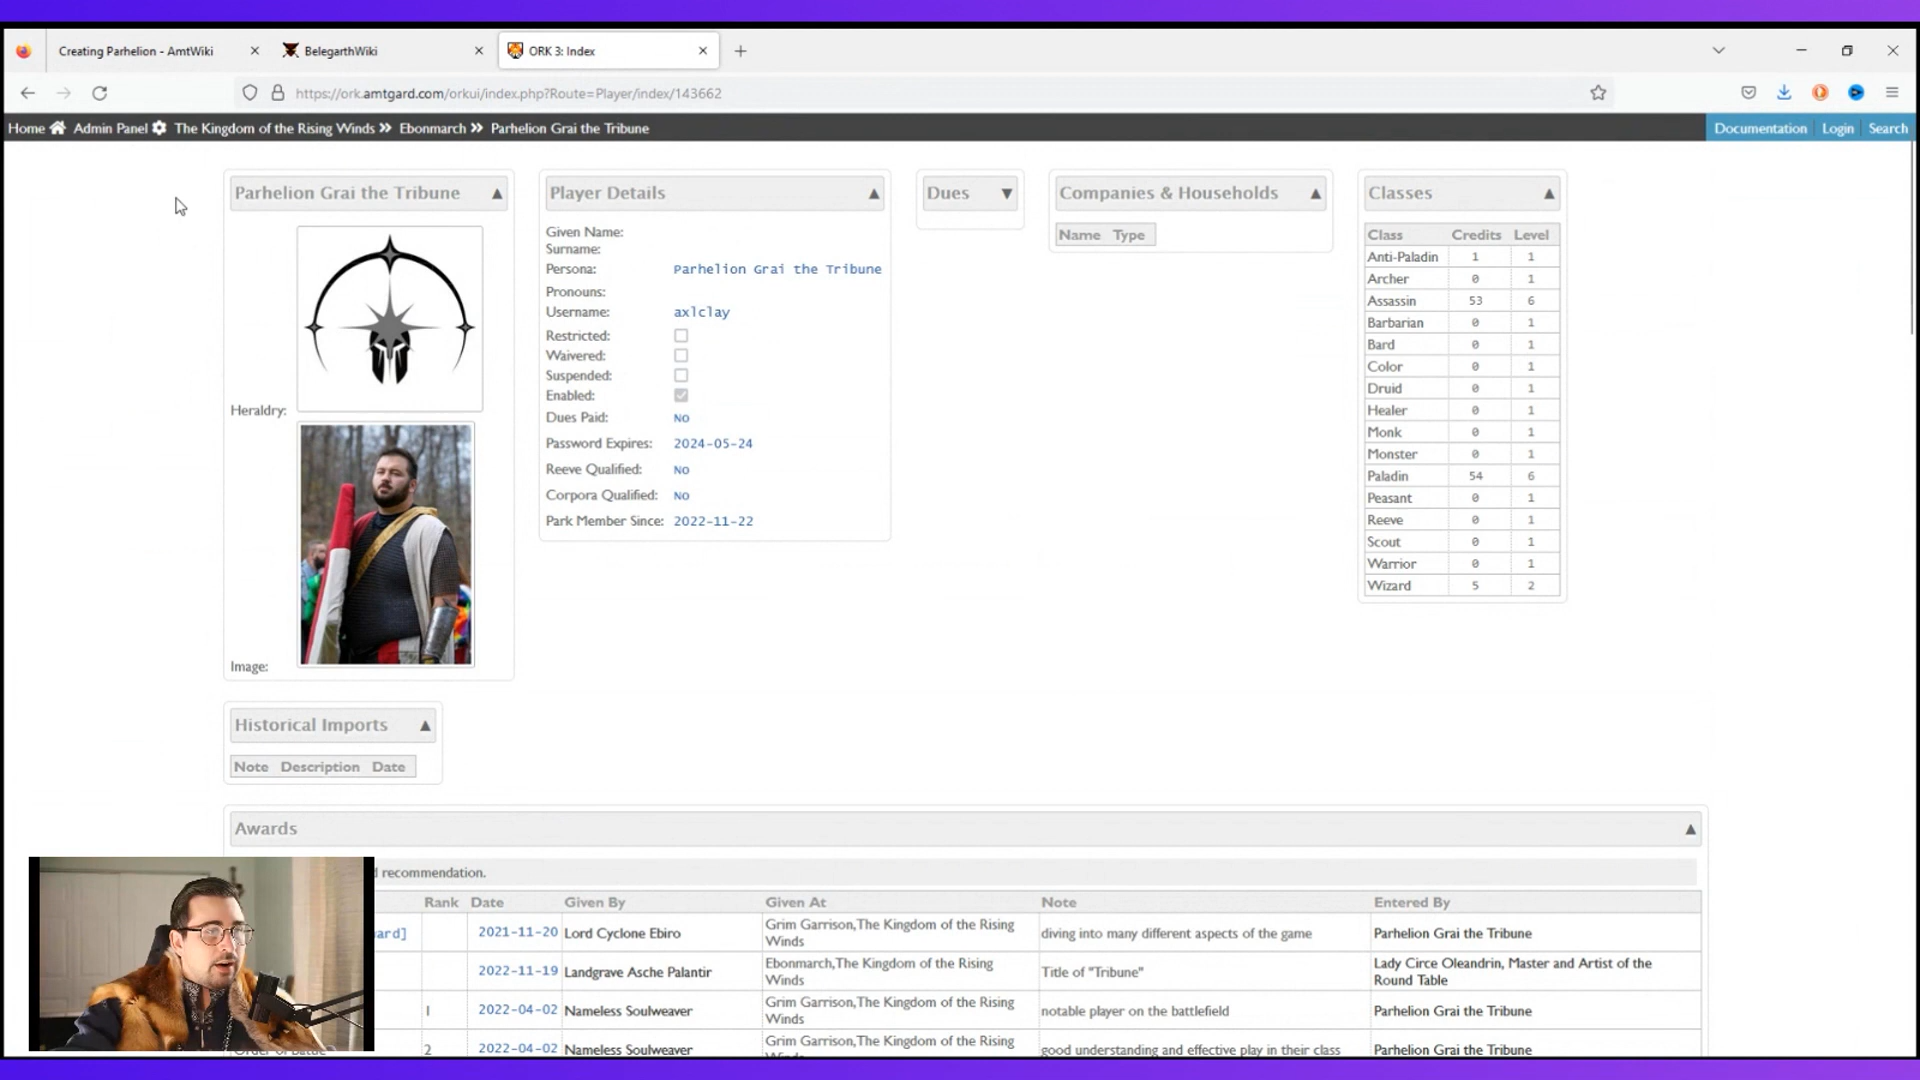 Creating Parhelion - AmtWiki
BelegarthWiki
ORK 3: Index
https://ork.amtgard.com/orkui/index.php?Route=Player/index/143662
Home Admin Panel The Kingdom of the Rising Winds Ebonmarch Parhelion Grai the Tribune
Documentation Login Search
Parhelion Grai the Tribune
Heraldry:
Image:
Player Details
Given Name:
Surname:
Persona: Parhelion Grai the Tribune
Pronouns:
Username: axlclay
Restricted:
Waivered:
Suspended:
Enabled:
Dues Paid: No
Password Expires: 2024-05-24
Reeve Qualified: No
Corpora Qualified: No
Park Member Since: 2022-11-22
Dues
Companies & Households
Name Type
Classes
Class Credits Level
Anti-Paladin 1 1
Archer 0 1
Assassin 53 6
Barbarian 0 1
Bard 0 1
Color 0 1
Druid 0 1
Healer 0 1
Monk 0 1
Monster 0 1
Paladin 54 6
Peasant 0 1
Reeve 0 1
Scout 0 1
Warrior 0 1
Wizard 5 2
Historical Imports
Note Description Date
Awards
recommendation.
Rank Date Given By Given At Note Entered By
ard] 2021-11-20 Lord Cyclone Ebiro Grim Garrison,The Kingdom of the Rising Winds diving into many different aspects of the game Parhelion Grai the Tribune
2022-11-19 Landgrave Asche Palantir Ebonmarch,The Kingdom of the Rising Winds Title of "Tribune" Lady Circe Oleandrin, Master and Artist of the Round Table
1 2022-04-02 Nameless Soulweaver Grim Garrison,The Kingdom of the Rising Winds notable player on the battlefield Parhelion Grai the Tribune
2 2022-04-02 Nameless Soulweaver Grim Garrison,The Kingdom of the Rising good understanding and effective play in their class Parhelion Grai the Tribune